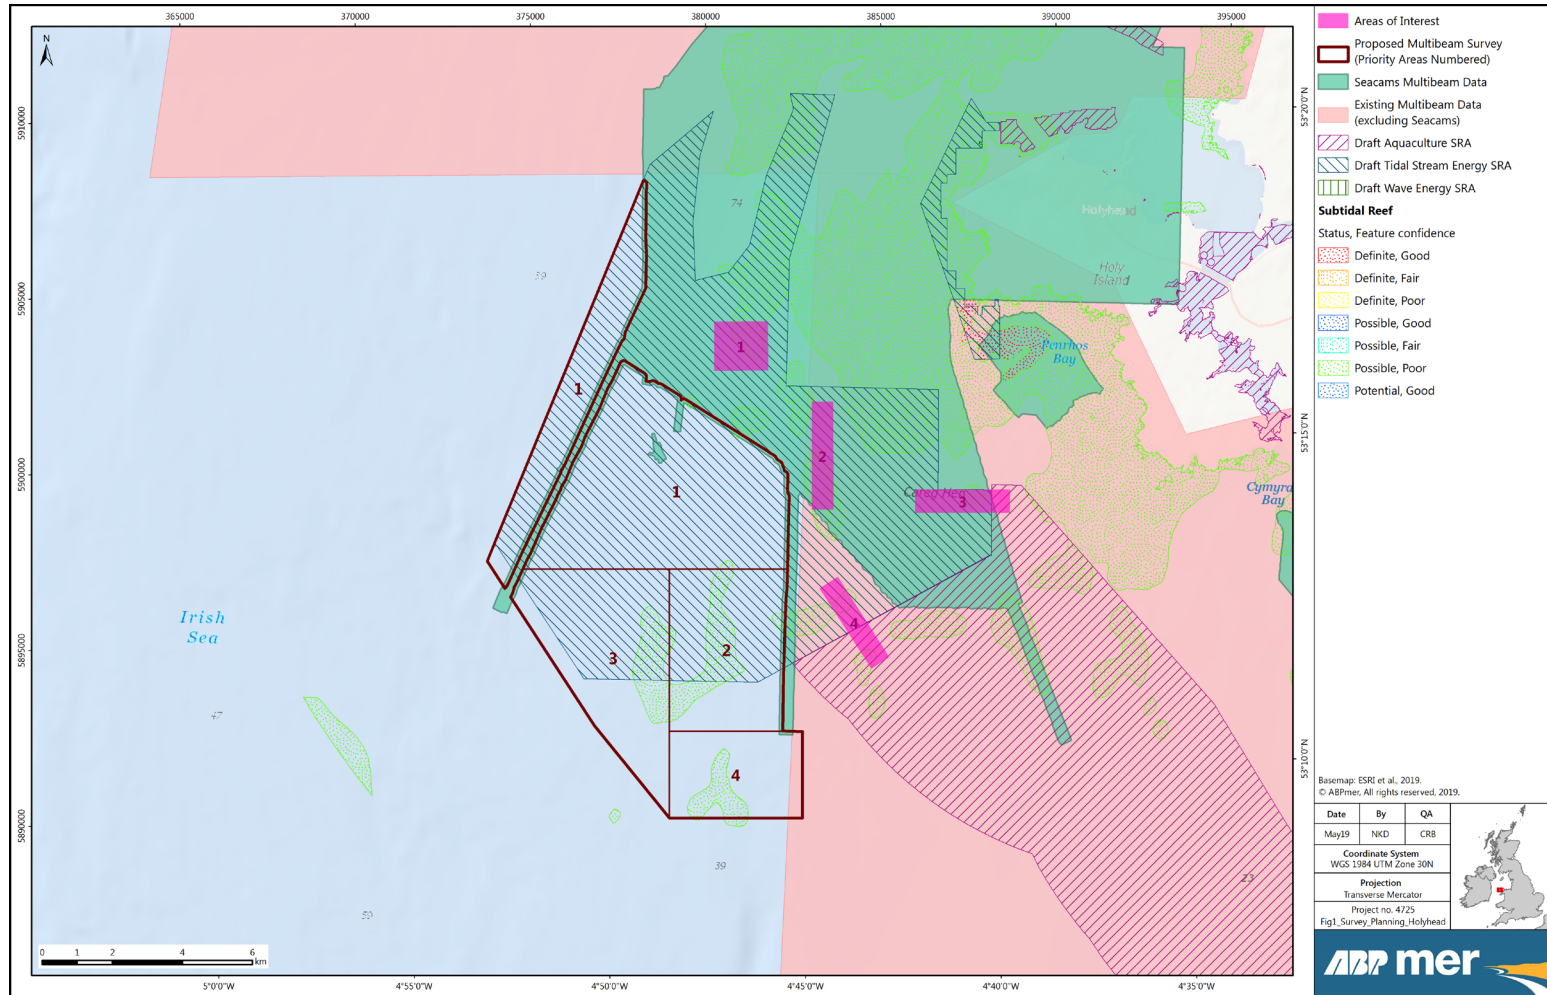 365000 370000 375000 380000 385000 390000 395000
N
5910000
5905000
5900000
5895000
5890000
53°20'0"N
53°15'0"N
53°10'0"N
74
59
47
59
39
23
Holyhead
Holy
Island
Penrhos
Bay
Careg Hen
Cymyra
Bay
Irish
Sea
1
1
2
3
4
1
2
3
4
0 1 2 4 6
km
5°0'0"W 4°55'0"W 4°50'0"W 4°45'0"W 4°40'0"W 4°35'0"W
Areas of Interest
Proposed Multibeam Survey
(Priority Areas Numbered)
Seacams Multibeam Data
Existing Multibeam Data
(excluding Seacams)
Draft Aquaculture SRA
Draft Tidal Stream Energy SRA
Draft Wave Energy SRA
Subtidal Reef
Status, Feature confidence
Definite, Good
Definite, Fair
Definite, Poor
Possible, Good
Possible, Fair
Possible, Poor
Potential, Good
Basemap: ESRI et al., 2019.
© ABPmer, All rights reserved, 2019.
Date By QA
May19 NKD CRB
Coordinate System
WGS 1984 UTM Zone 30N
Projection
Transverse Mercator
Project no. 4725
Fig1_Survey_Planning_Holyhead
ABPmer